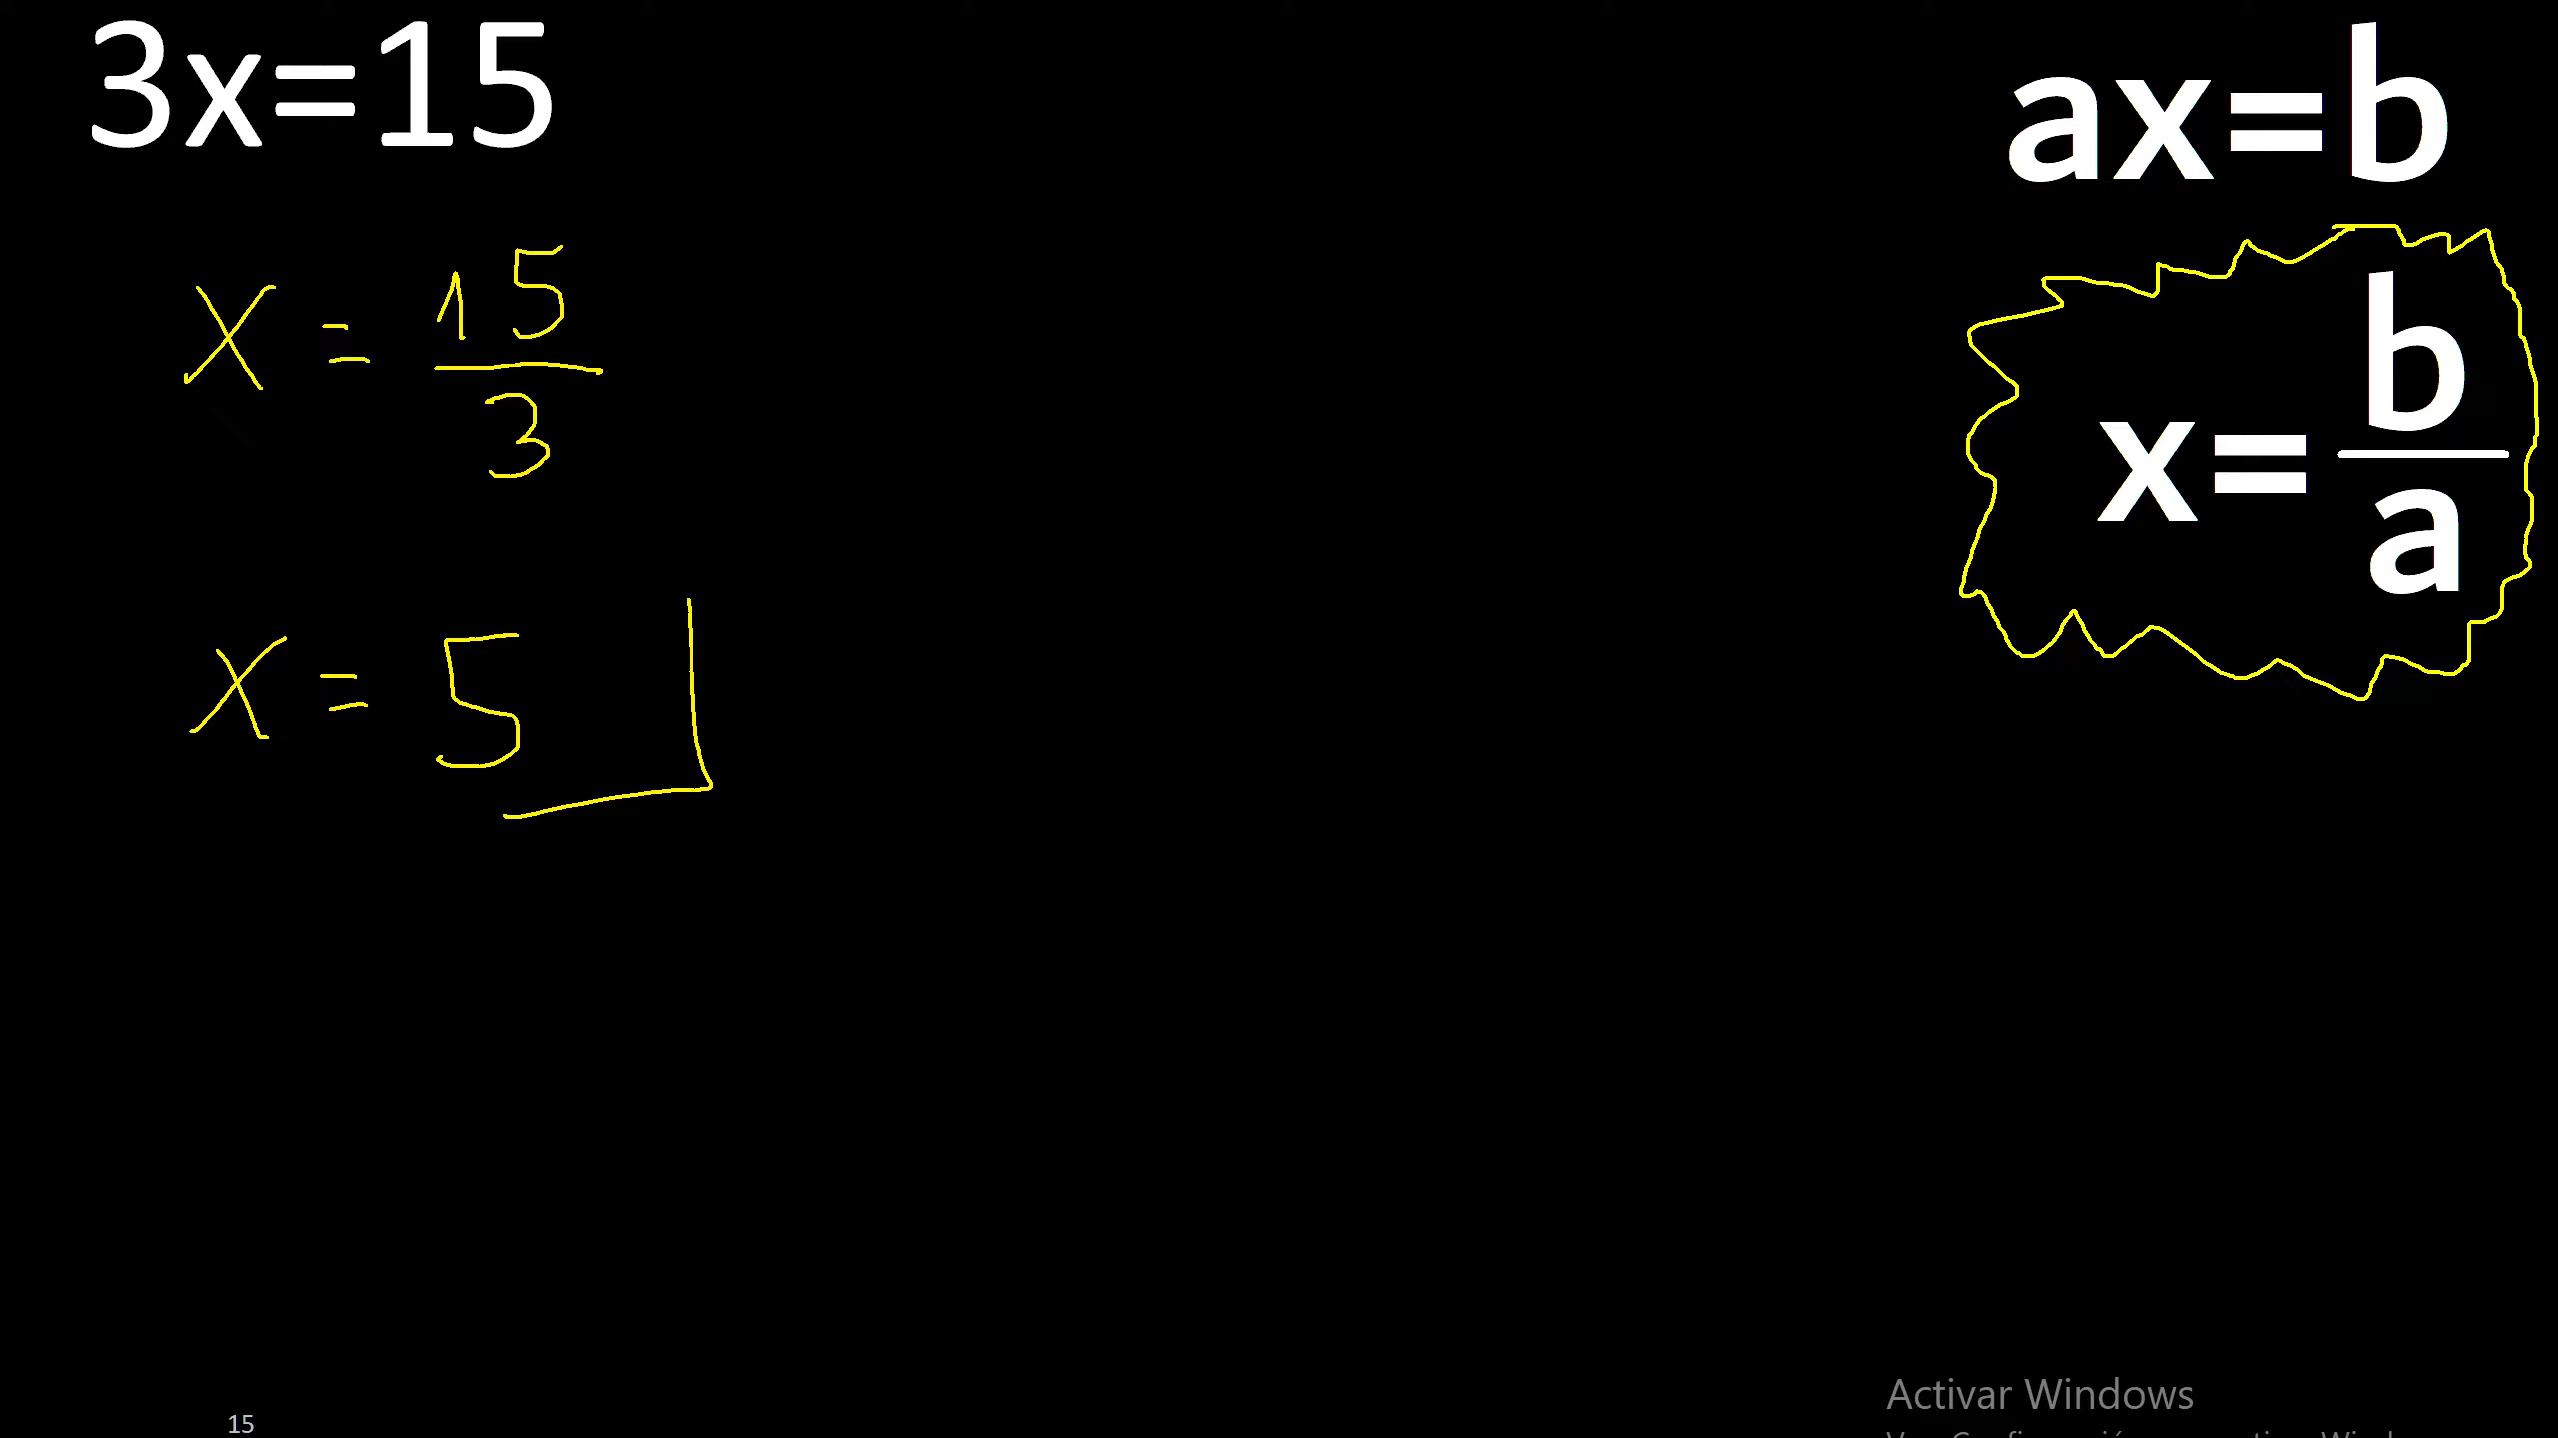 3x=15
x = 15/3
x = 5
ax=b
x= b/a
15
Activar Windows